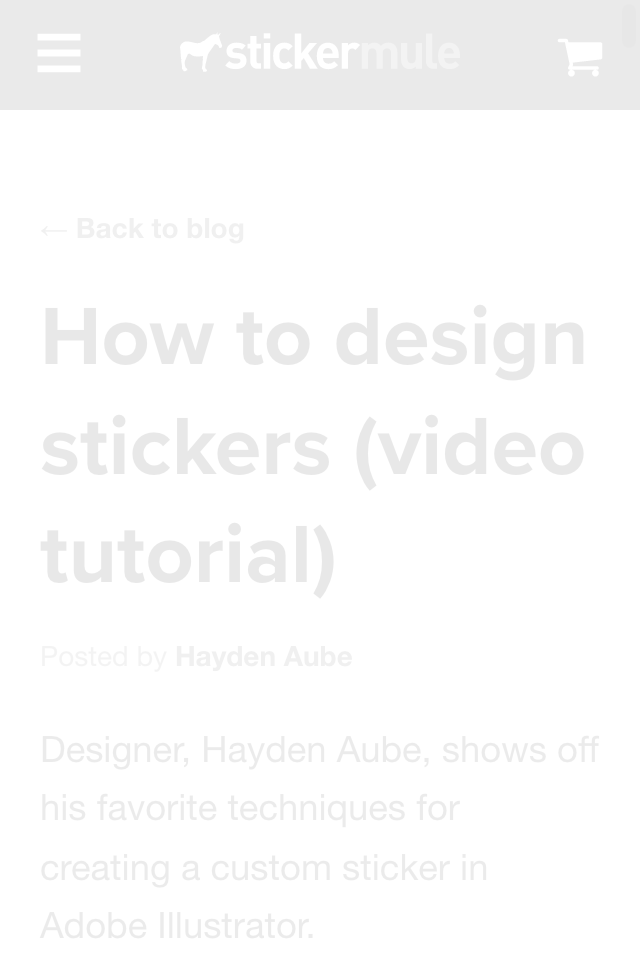 stickermule
← Back to blog
How to design
stickers (video
tutorial)
Posted by Hayden Aube
Designer, Hayden Aube, shows off
his favorite techniques for
creating a custom sticker in
Adobe Illustrator.